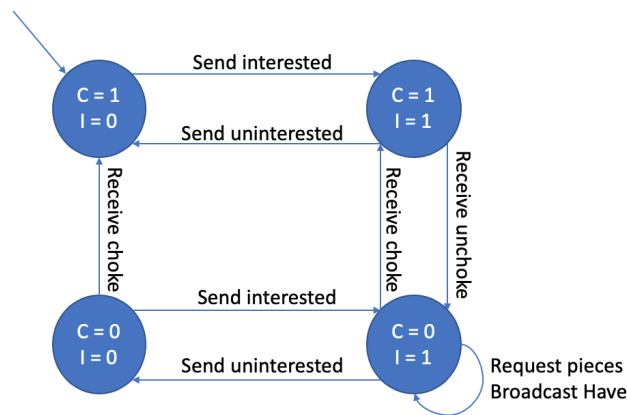 Send interested
C = 1
I = 0
C = 1
I = 1
Send uninterested
Receive choke
Receive choke
Receive unchoke
Send interested
C = 0
I = 0
C = 0
I = 1
Send uninterested
Request pieces
Broadcast Have